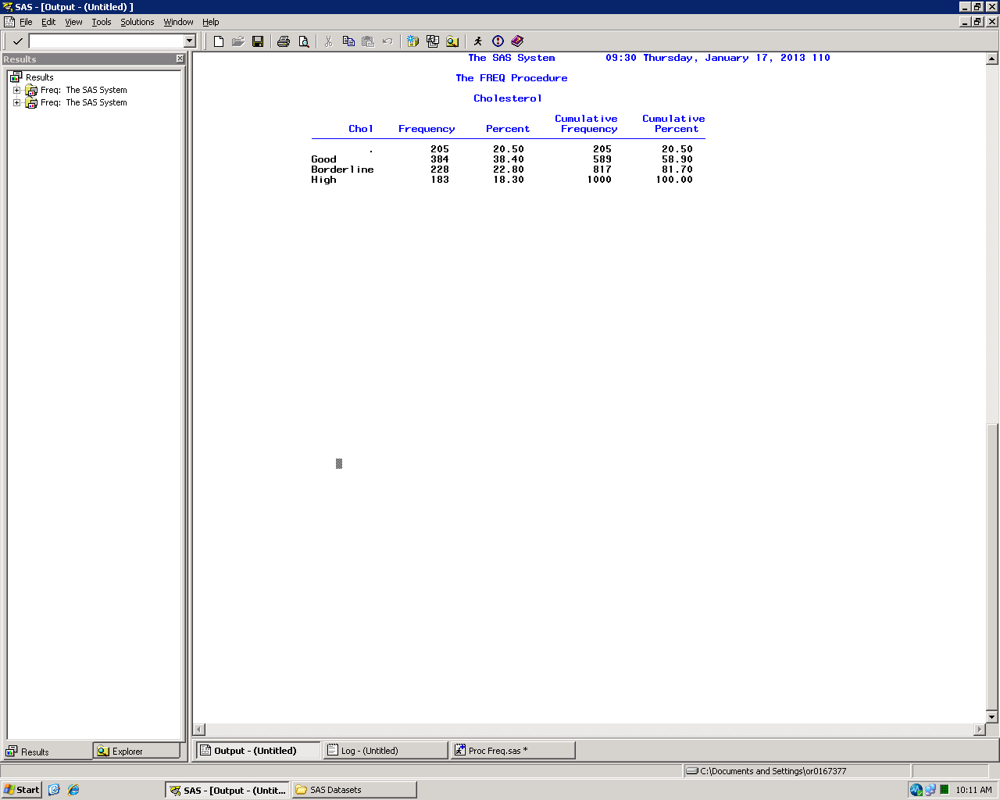 SAS - [Output - (Untitled) ]
File Edit View Tools Solutions Window Help
Results
Results
Freq: The SAS System
Freq: The SAS System
The SAS System 09:30 Thursday, January 17, 2013 110
The FREQ Procedure
Cholesterol
Cumulative Cumulative
Chol Frequency Percent Frequency Percent
. 205 20.50 205 20.50
Good 384 38.40 589 58.90
Borderline 228 22.80 817 81.70
High 183 18.30 1000 100.00
Results Explorer
Output - (Untitled) Log - (Untitled) Proc Freq.sas *
C:\Documents and Settings\or0167377
Start SAS - [Output - (Untit... SAS Datasets 10:11 AM